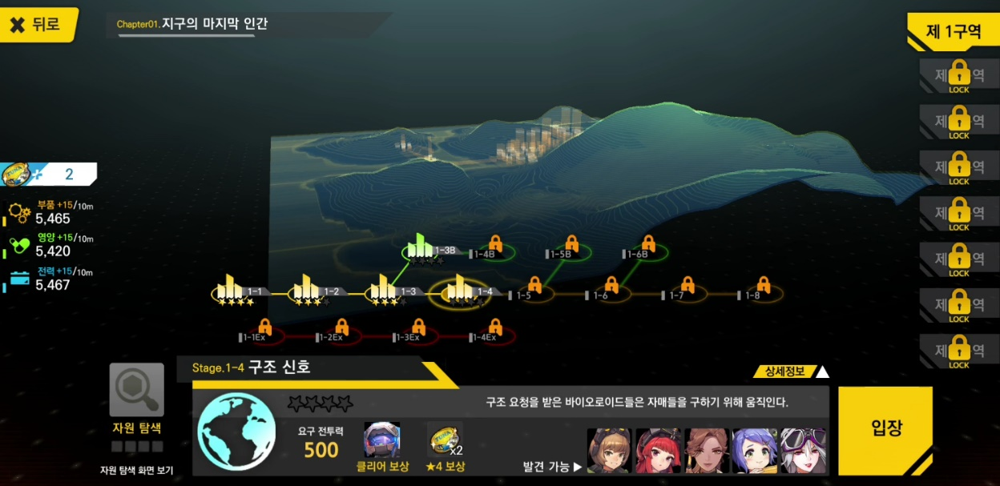 뒤로
Chapter01.지구의 마지막 인간
제 1구역
제 역
LOCK
제 역
LOCK
제 역
LOCK
제 역
LOCK
제 역
LOCK
제 역
LOCK
제 역
LOCK
TUNA
2
부품 +15/10m
5,465
영양 +15/10m
5,420
전력 +15/10m
5,467
1-3B
1-4B
1-5B
1-6B
1-1
1-2
1-3
1-4
1-5
1-6
1-7
1-8
1-1Ex
1-2Ex
1-3Ex
1-4Ex
자원 탐색
자원 탐색 화면 보기
Stage.1-4 구조 신호
상세정보
구조 요청을 받은 바이오로이드들은 자매들을 구하기 위해 움직인다.
요구 전투력
500
클리어 보상
x2
★4 보상
발견 가능 ▶
입장